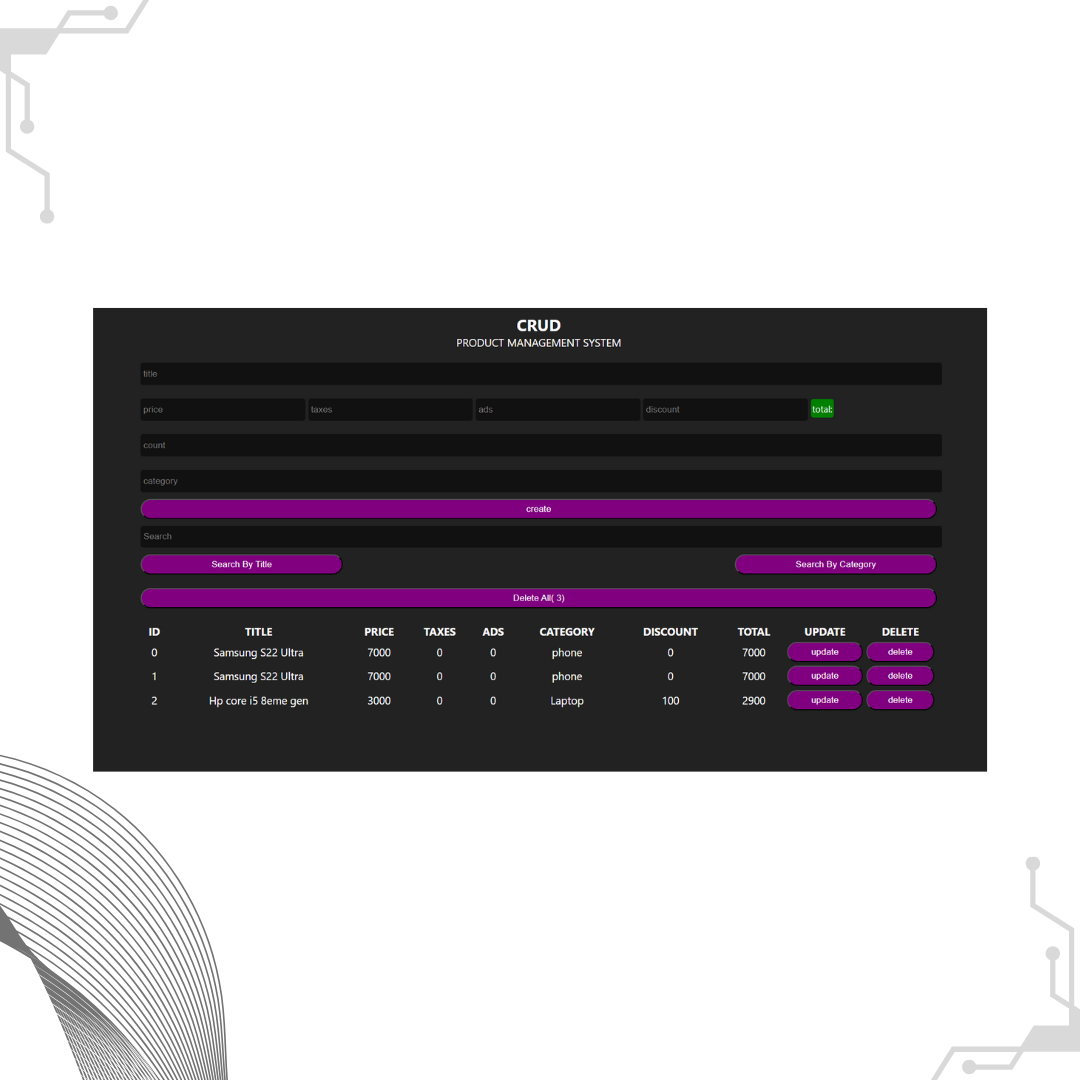 CRUD
PRODUCT MANAGEMENT SYSTEM
title
price taxes ads discount total:
count
category
create
Search
Search By Title Search By Category
Delete All( 3)
ID TITLE PRICE TAXES ADS CATEGORY DISCOUNT TOTAL UPDATE DELETE
0 Samsung S22 Ultra 7000 0 0 phone 0 7000 update delete
1 Samsung S22 Ultra 7000 0 0 phone 0 7000 update delete
2 Hp core i5 8eme gen 3000 0 0 Laptop 100 2900 update delete